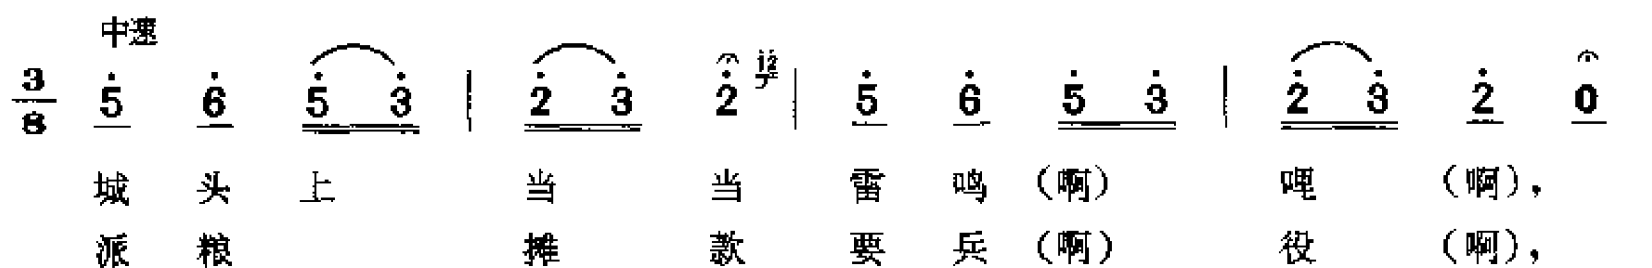 中速
3/8 5 6 5 3 | 2 3 2 12 | 5 6 5 3 | 2 3 2 0
城 头 上 当 当 雷 鸣 (啊) 哩 (啊),
派 粮 摊 款 要 兵 (啊) 役 (啊),